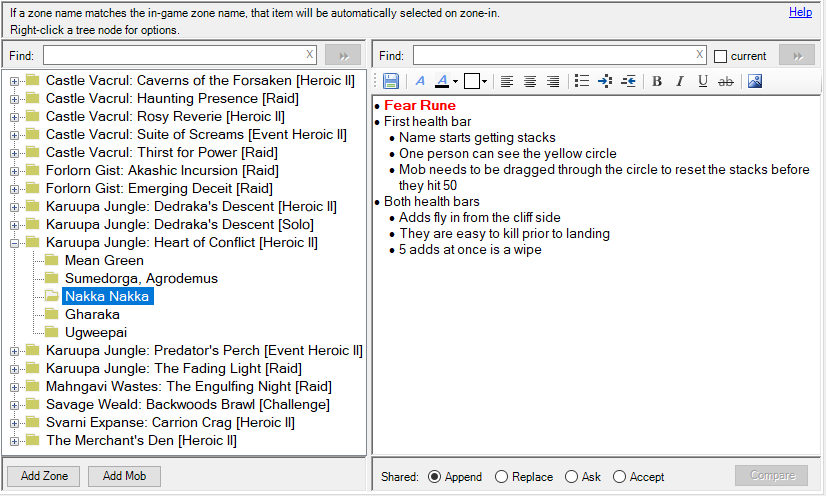 If a zone name matches the in-game zone name, that item will be automatically selected on zone-in.
Help
Right-click a tree node for options.
Find:
X
Castle Vacrul: Caverns of the Forsaken [Heroic II]
Castle Vacrul: Haunting Presence [Raid]
Castle Vacrul: Rosy Reverie [Heroic II]
Castle Vacrul: Suite of Screams [Event Heroic II]
Castle Vacrul: Thirst for Power [Raid]
Forlorn Gist: Akashic Incursion [Raid]
Forlorn Gist: Emerging Deceit [Raid]
Karuupa Jungle: Dedraka's Descent [Heroic II]
Karuupa Jungle: Dedraka's Descent [Solo]
Karuupa Jungle: Heart of Conflict [Heroic II]
Mean Green
Sumedorga, Agrodemus
Nakka Nakka
Gharaka
Ugweepai
Karuupa Jungle: Predator's Perch [Event Heroic II]
Karuupa Jungle: The Fading Light [Raid]
Mahngavi Wastes: The Engulfing Night [Raid]
Savage Weald: Backwoods Brawl [Challenge]
Svarni Expanse: Carrion Crag [Heroic II]
The Merchant's Den [Heroic II]
Add Zone
Add Mob
Find:
X
current
A A B I U ab
• Fear Rune
• First health bar
• Name starts getting stacks
• One person can see the yellow circle
• Mob needs to be dragged through the circle to reset the stacks before
they hit 50
• Both health bars
• Adds fly in from the cliff side
• They are easy to kill prior to landing
• 5 adds at once is a wipe
Shared: Append Replace Ask Accept
Compare